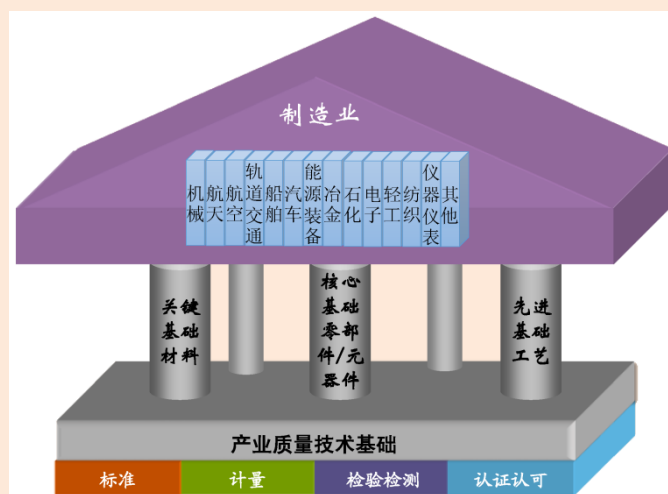 制造业
机械
航天
航空
轨道交通
船舶
汽车
能源装备
冶金
石化
电子
轻工
纺织
仪器仪表
其他
关键
基础
材料
核心
基础
零部
件/元
器件
先进
基础
工艺
产业质量技术基础
标准
计量
检验检测
认证认可